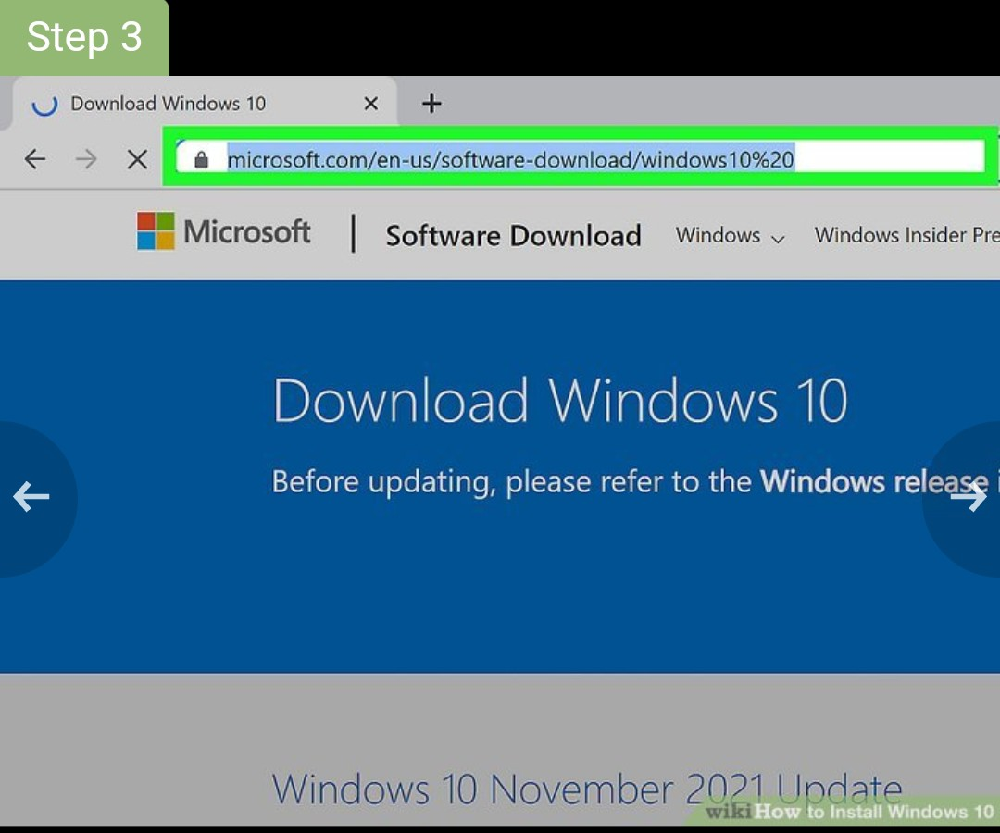 Step 3
Download Windows 10
microsoft.com/en-us/software-download/windows10%20
Microsoft | Software Download Windows Windows Insider Pre
Download Windows 10
Before updating, please refer to the Windows release i
Windows 10 November 2021 Update
wikiHow to Install Windows 10